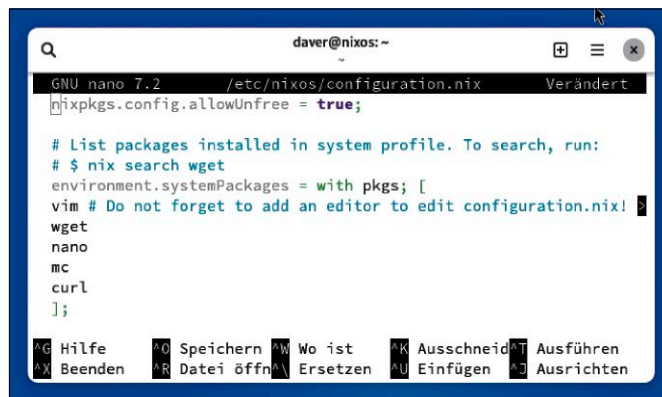 daver@nixos: ~
~
GNU nano 7.2 /etc/nixos/configuration.nix Verändert
nixpkgs.config.allowUnfree = true;
# List packages installed in system profile. To search, run:
# $ nix search wget
environment.systemPackages = with pkgs; [
vim # Do not forget to add an editor to edit configuration.nix! >
wget
nano
mc
curl
];
^G Hilfe ^O Speichern ^W Wo ist ^K Ausschneid ^T Ausführen
^X Beenden ^R Datei öffn ^\ Ersetzen ^U Einfügen ^J Ausrichten